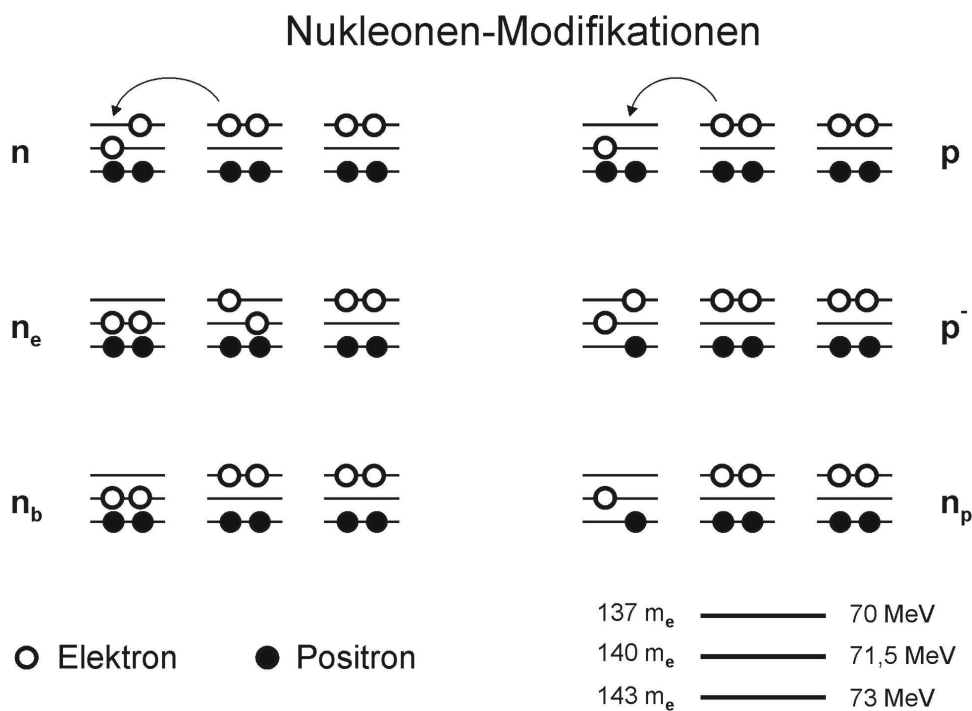 Nukleonen-Modifikationen
n
p
nₑ
p⁻
n_b
nₚ
137 mₑ 70 MeV
140 mₑ 71,5 MeV
143 mₑ 73 MeV
Elektron Positron